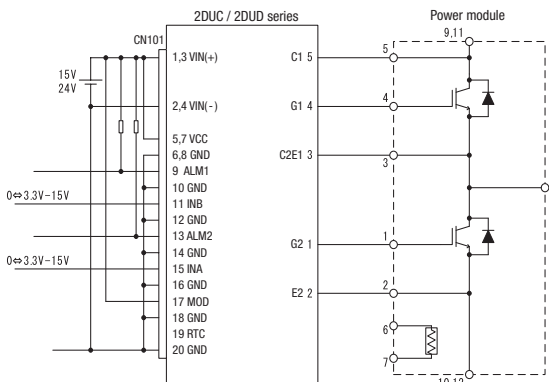 2DUC / 2DUD series
Power module
9,11
CN101
1,3 VIN(+)
C1 5
5
15V
24V
2,4 VIN(-)
G1 4
4
5,7 VCC
6,8 GND
C2E1 3
3
9 ALM1
10 GND
0⇔3.3V-15V
11 INB
12 GND
13 ALM2
14 GND
G2 1
1
0⇔3.3V-15V
15 INA
16 GND
E2 2
2
17 MOD
18 GND
6
19 RTC
20 GND
7
10,12